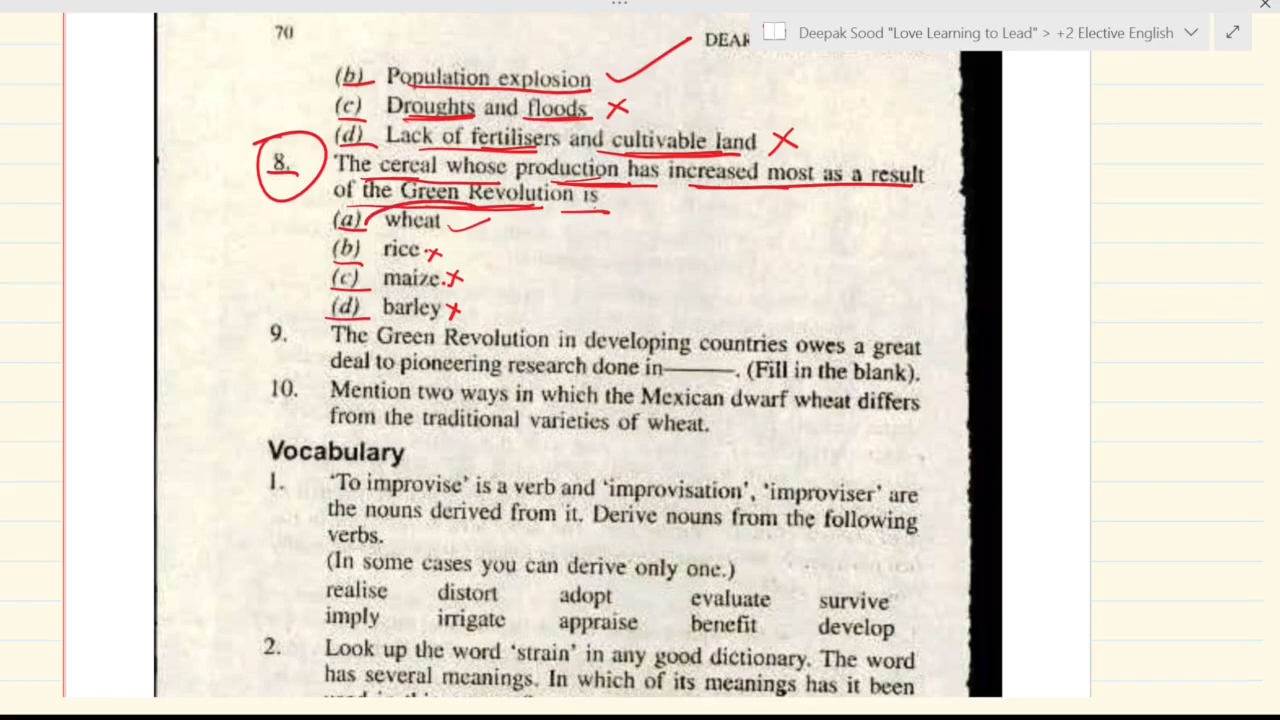 70
DEAR
Deepak Sood "Love Learning to Lead" > +2 Elective English
(b) Population explosion
(c) Droughts and floods
(d) Lack of fertilisers and cultivable land
8. The cereal whose production has increased most as a result
of the Green Revolution is
(a) wheat
(b) rice
(c) maize.
(d) barley
9. The Green Revolution in developing countries owes a great
deal to pioneering research done in———. (Fill in the blank).
10. Mention two ways in which the Mexican dwarf wheat differs
from the traditional varieties of wheat.
Vocabulary
1. 'To improvise' is a verb and 'improvisation', 'improviser' are
the nouns derived from it. Derive nouns from the following
verbs.
(In some cases you can derive only one.)
realise distort adopt evaluate survive
imply irrigate appraise benefit develop
2. Look up the word 'strain' in any good dictionary. The word
has several meanings. In which of its meanings has it been